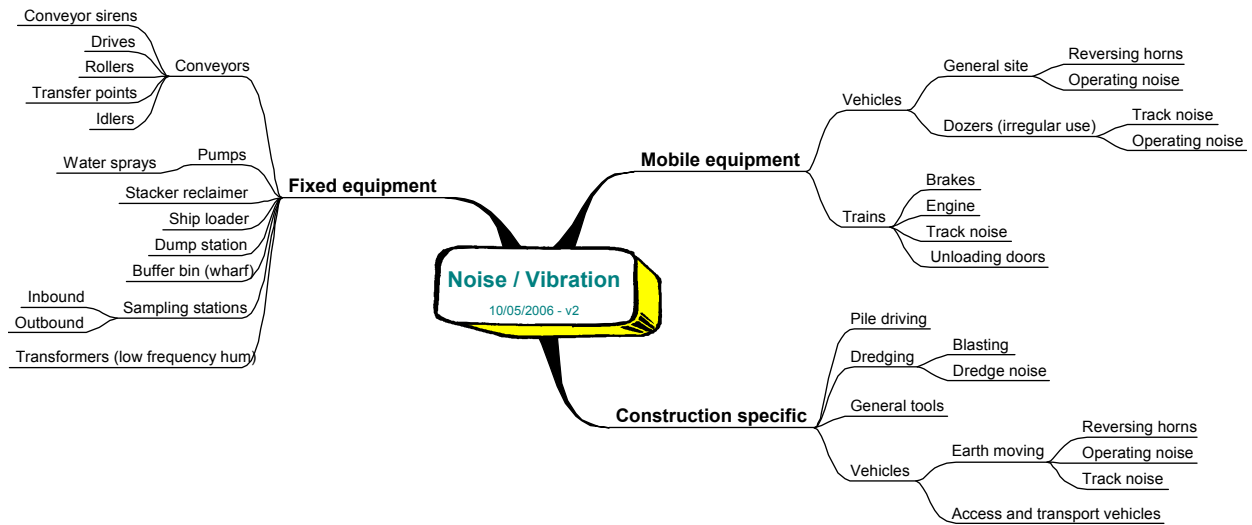 Noise / Vibration
10/05/2006 - v2
Fixed equipment
Conveyors
Conveyor sirens
Drives
Rollers
Transfer points
Idlers
Pumps
Water sprays
Stacker reclaimer
Ship loader
Dump station
Buffer bin (wharf)
Sampling stations
Inbound
Outbound
Transformers (low frequency hum)
Mobile equipment
Vehicles
General site
Reversing horns
Operating noise
Dozers (irregular use)
Track noise
Operating noise
Trains
Brakes
Engine
Track noise
Unloading doors
Construction specific
Pile driving
Dredging
Blasting
Dredge noise
General tools
Vehicles
Earth moving
Reversing horns
Operating noise
Track noise
Access and transport vehicles